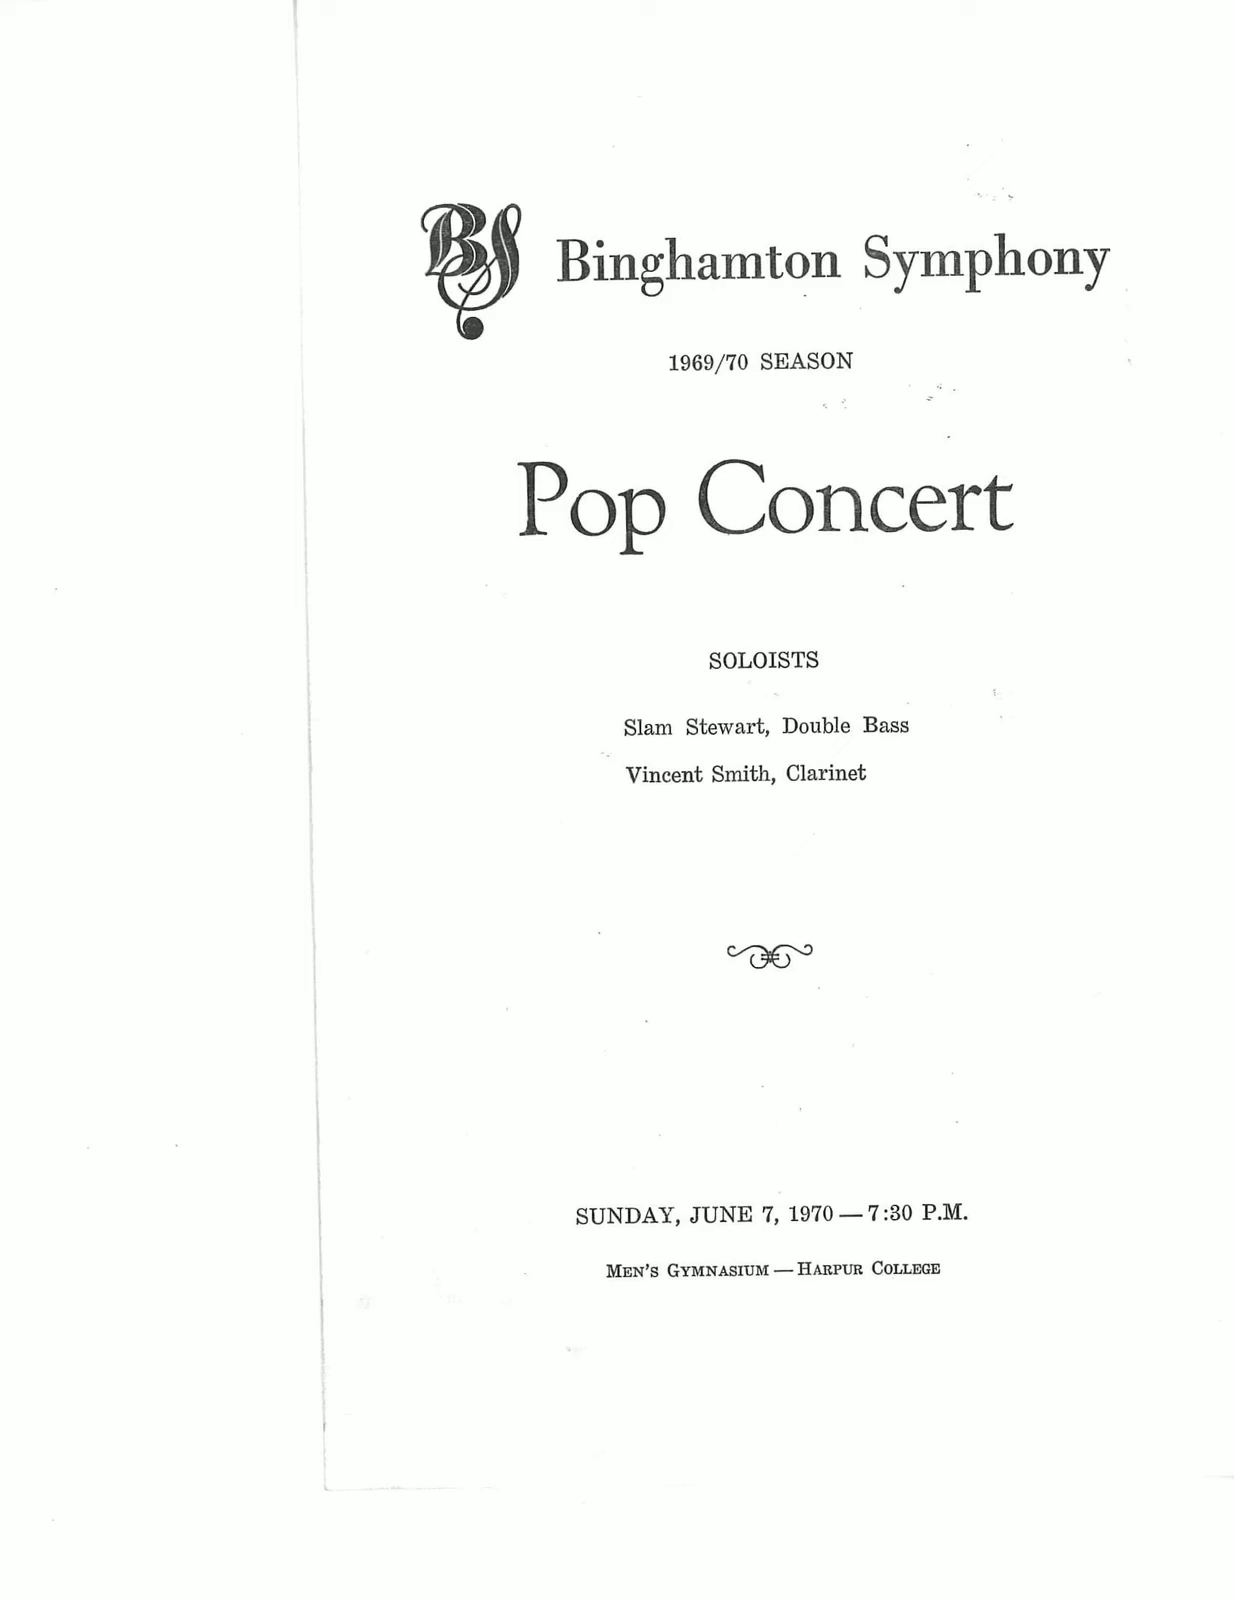 BS Binghamton Symphony
1969/70 SEASON
Pop Concert
SOLOISTS
Slam Stewart, Double Bass
Vincent Smith, Clarinet
SUNDAY, JUNE 7, 1970 — 7:30 P.M.
MEN'S GYMNASIUM — HARPUR COLLEGE